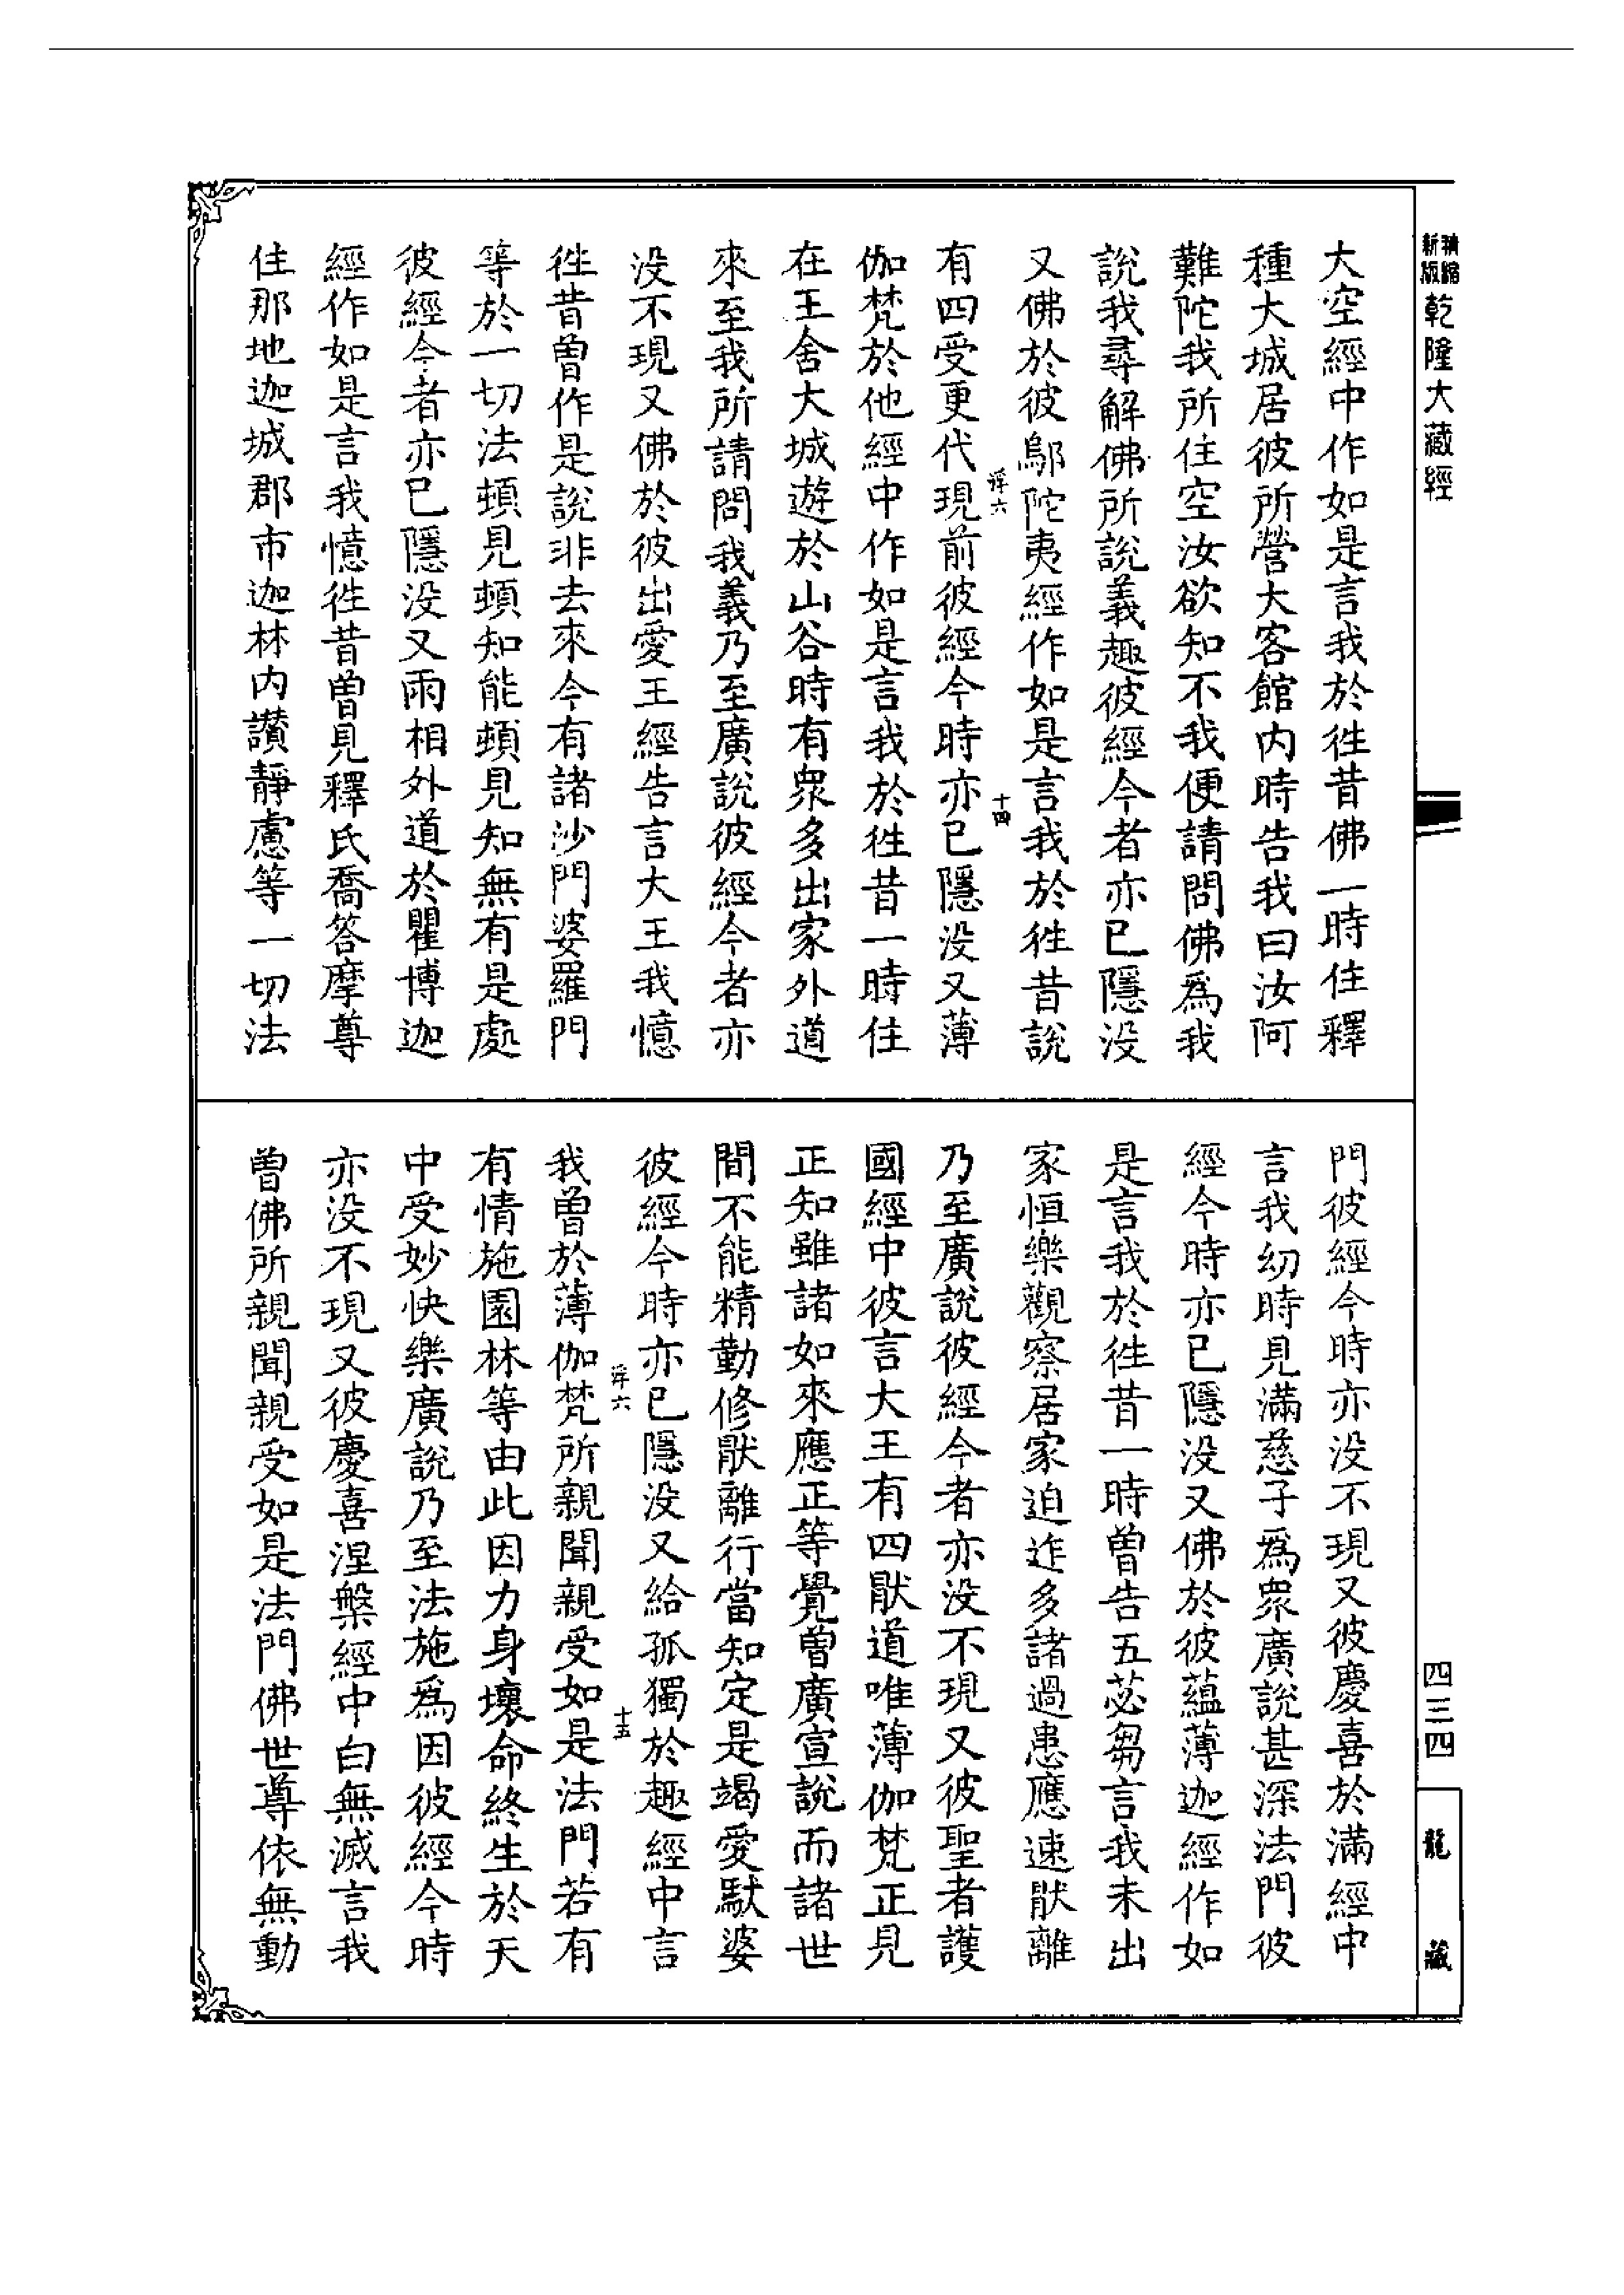 精縮新版乾隆大藏經
大空經中作如是言我於徃昔佛一時住釋
種大城居彼所營大客館内時告我曰汝阿
難陀我所住空汝欲知不我便請問佛爲我
說我尋解佛所說義趣彼經今者亦已隱没
又佛於彼鄔陀夷經作如是言我於徃昔說
有四受更代現前彼經今時亦已隱没又薄
伽梵於他經中作如是言我於徃昔一時住
在王舍大城遊於山谷時有衆多出家外道
來至我所請問我義乃至廣說彼經今者亦
没不現又佛於彼出愛王經告言大王我憶
徃昔曾作是說非去來今有諸沙門婆羅門
等於一切法頓見頓知能頓見知無有是處
彼經今者亦已隱没又兩相外道於瞿博迦
經作如是言我憶徃昔曾見釋氏喬答摩尊
住那地迦城郡市迦林内讃靜慮等一切法
十四
門彼經今時亦没不現又彼慶喜於滿經中
言我幼時見滿慈子爲衆廣說甚深法門彼
經今時亦已隱没又佛於彼蘊薄迦經作如
是言我於徃昔一時曾告五苾芻言我未出
家恒樂觀察居家迫迮多諸過患應速猒離
乃至廣說彼經今者亦没不現又彼聖者護
國經中彼言大王有四猒道唯薄伽梵正見
正知雖諸如來應正等覺曾廣宣說而諸世
間不能精勤修猒離行當知定是竭愛默婆
彼經今時亦已隱没又給孤獨於趣經中言
我曾於薄伽梵所親聞親受如是法門若有
有情施園林等由此因力身壞命終生於天
中受妙快樂廣說乃至法施爲因彼經今時
亦没不現又彼慶喜涅槃經中白無滅言我
曾佛所親聞親受如是法門佛世尊依無動
十五
四三四
龍藏